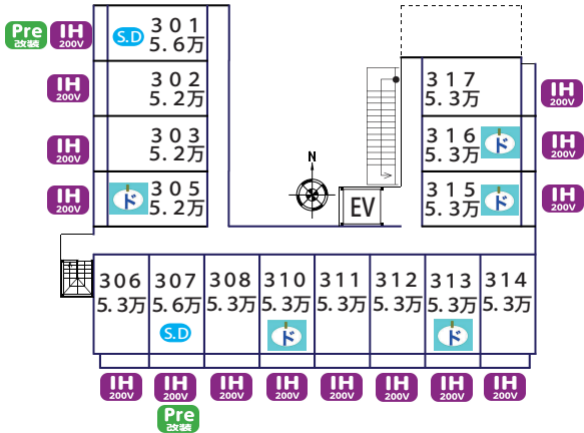 Pre
改装
IH
200V
S.D
301
5.6万
IH
200V
302
5.2万
IH
200V
303
5.2万
IH
200V
ド
305
5.2万
317
5.3万
IH
200V
316
5.3万
ド
IH
200V
315
5.3万
ド
IH
200V
N
EV
306
5.3万
307
5.6万
S.D
308
5.3万
310
5.3万
ド
311
5.3万
312
5.3万
313
5.3万
ド
314
5.3万
IH
200V
IH
200V
IH
200V
IH
200V
IH
200V
IH
200V
IH
200V
IH
200V
Pre
改装